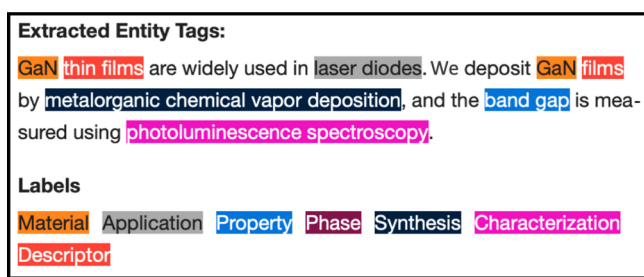 Extracted Entity Tags:
GaN thin films are widely used in laser diodes. We deposit GaN films
by metalorganic chemical vapor deposition, and the band gap is mea-
sured using photoluminescence spectroscopy.
Labels
Material Application Property Phase Synthesis Characterization
Descriptor